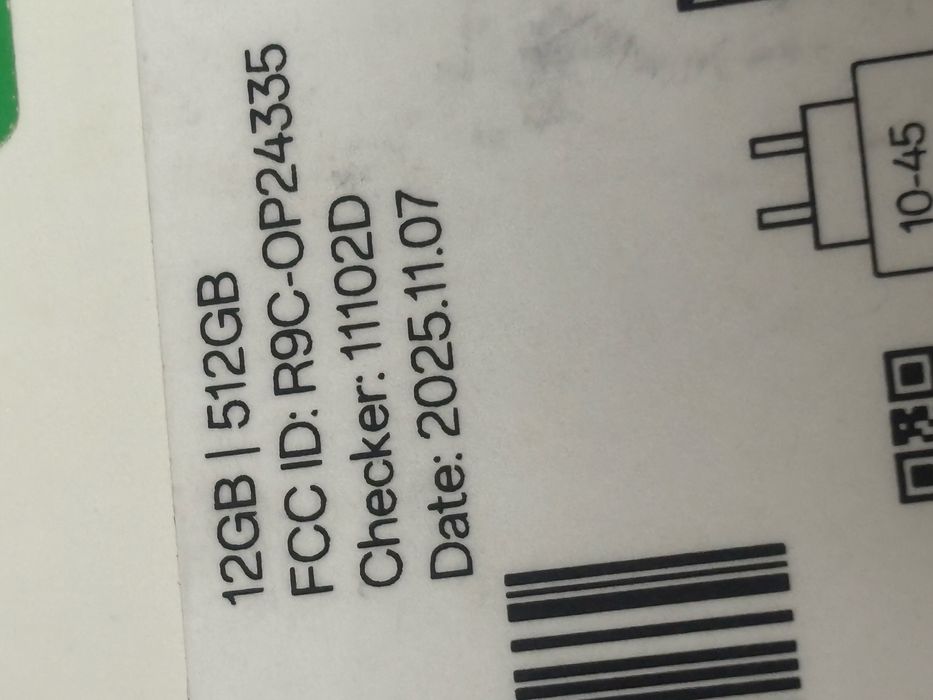 12GB | 512GB
FCC ID: R9C-OP24335
Checker: 11102D
Date: 2025.11.07
10-45